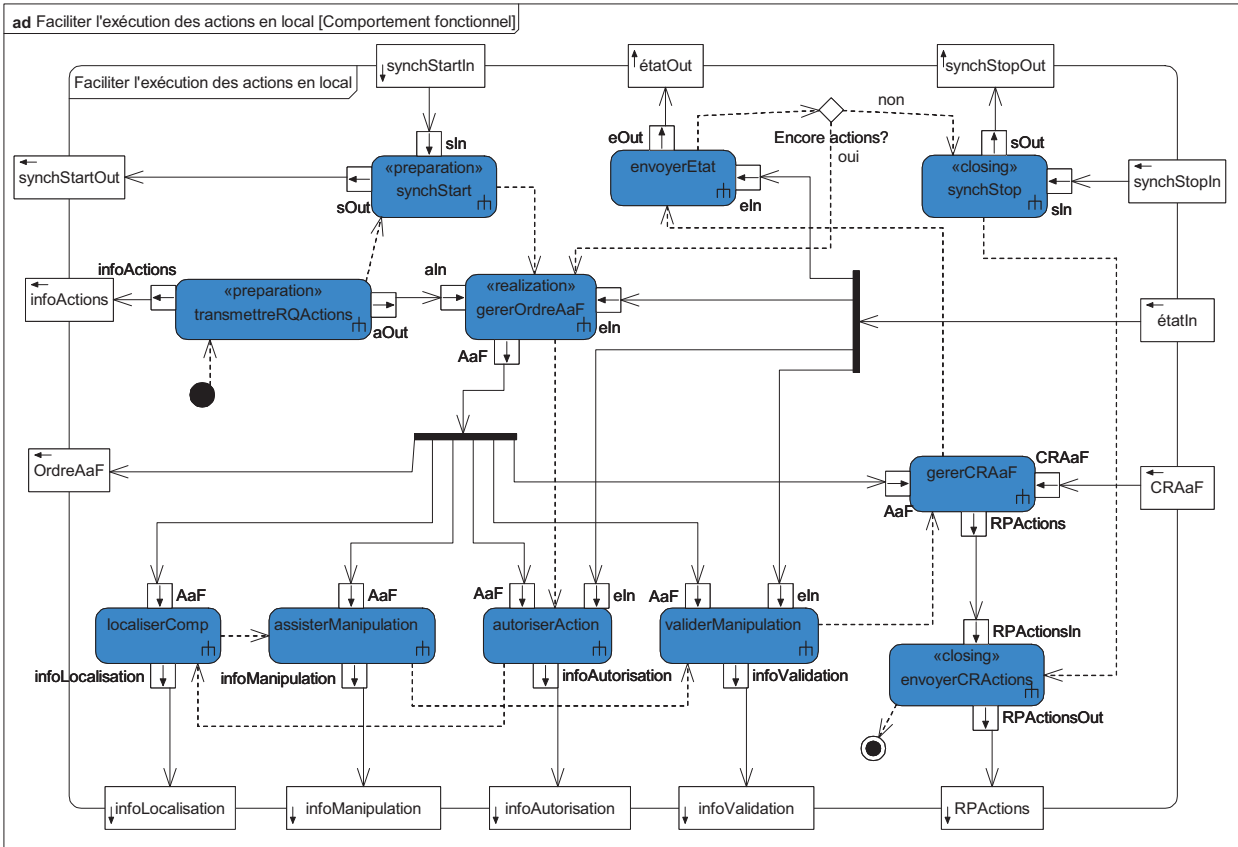 ad Faciliter l'exécution des actions en local [Comportement fonctionnel]
synchStartIn
étatOut
synchStopOut
Faciliter l'exécution des actions en local
non
Encore actions?
oui
sIn
eOut
sOut
«preparation»
synchStart
envoyerEtat
«closing»
synchStop
synchStartOut
synchStopIn
sOut
eIn
sIn
infoActions
aIn
infoActions
«preparation»
transmettreRQActions
«realization»
gererOrdreAaF
étatIn
aOut
eIn
AaF
OrdreAaF
CRAaF
gererCRAaF
CRAaF
AaF
RPActions
AaF
AaF
AaF
eIn
AaF
eIn
localiserComp
assisterManipulation
autoriserAction
validerManipulation
RPActionsIn
infoLocalisation
infoManipulation
infoAutorisation
infoValidation
«closing»
envoyerCRActions
RPActionsOut
infoLocalisation
infoManipulation
infoAutorisation
infoValidation
RPActions